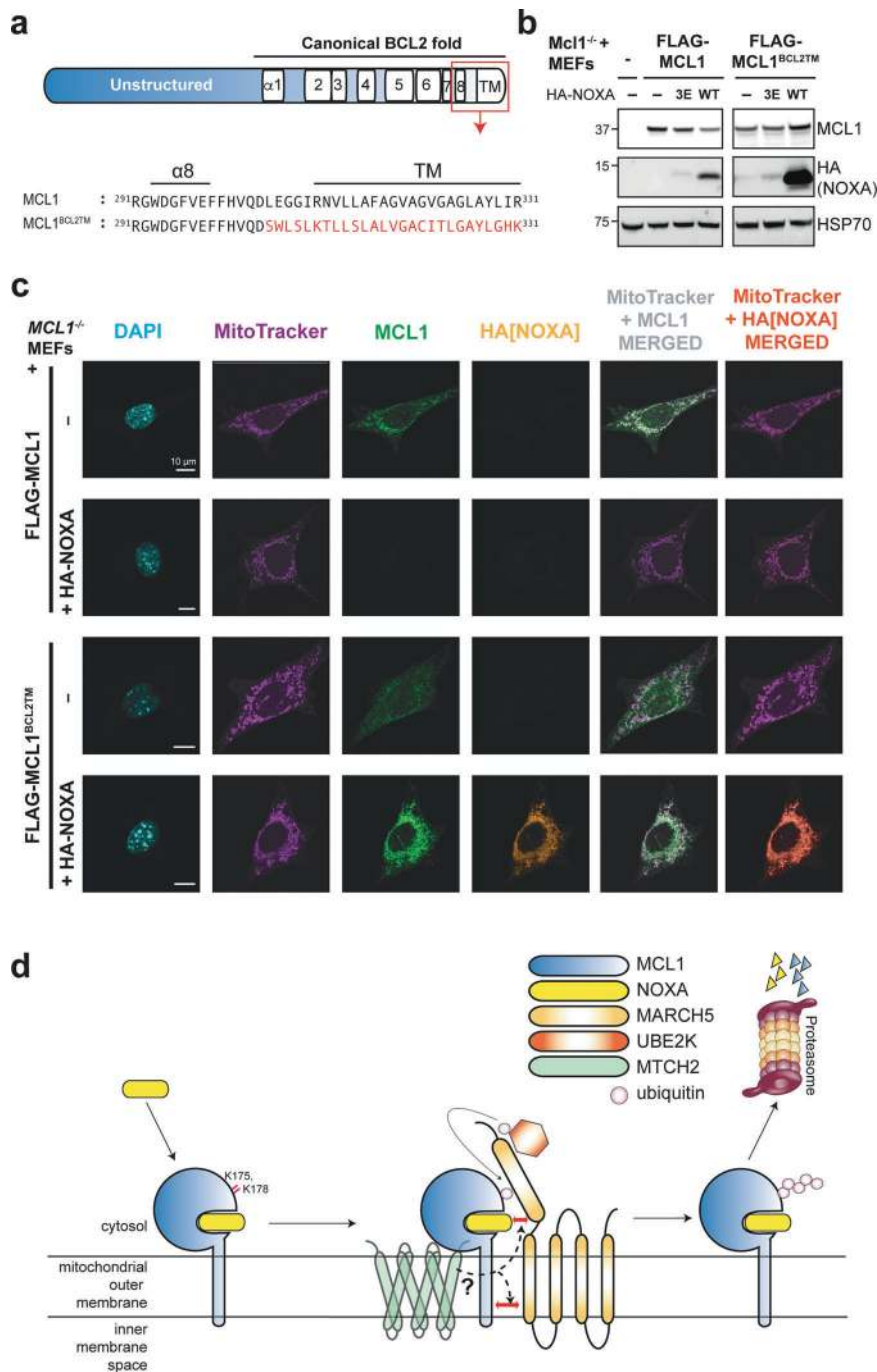 a
Canonical BCL2 fold
Unstructured
α1
2
3
4
5
6
7
8
TM
α8
TM
MCL1 : ²⁹¹RGWDGFVEFFHVQDLEGGIRNVLLAFAGVAGVGAGLAYLIR³³¹
MCL1ᴮᶜᴸ²ᵀᴹ : ²⁹¹RGWDGFVEFFHVQDSWLSLKTLLSLALVGACITLGAYLGHK³³¹
b
Mcl1⁻/⁻ + MEFs
-
FLAG-MCL1
FLAG-MCL1ᴮᶜᴸ²ᵀᴹ
HA-NOXA
– – 3E WT
– 3E WT
37
MCL1
15
HA (NOXA)
75
HSP70
c
MCL1⁻/⁻ MEFs +
DAPI
MitoTracker
MCL1
HA[NOXA]
MitoTracker + MCL1 MERGED
MitoTracker + HA[NOXA] MERGED
FLAG-MCL1
–
10 µm
+ HA-NOXA
FLAG-MCL1ᴮᶜᴸ²ᵀᴹ
–
+ HA-NOXA
d
MCL1
NOXA
MARCH5
UBE2K
MTCH2
ubiquitin
Proteasome
K175,
K178
cytosol
mitochondrial
outer
membrane
?
inner
membrane
space